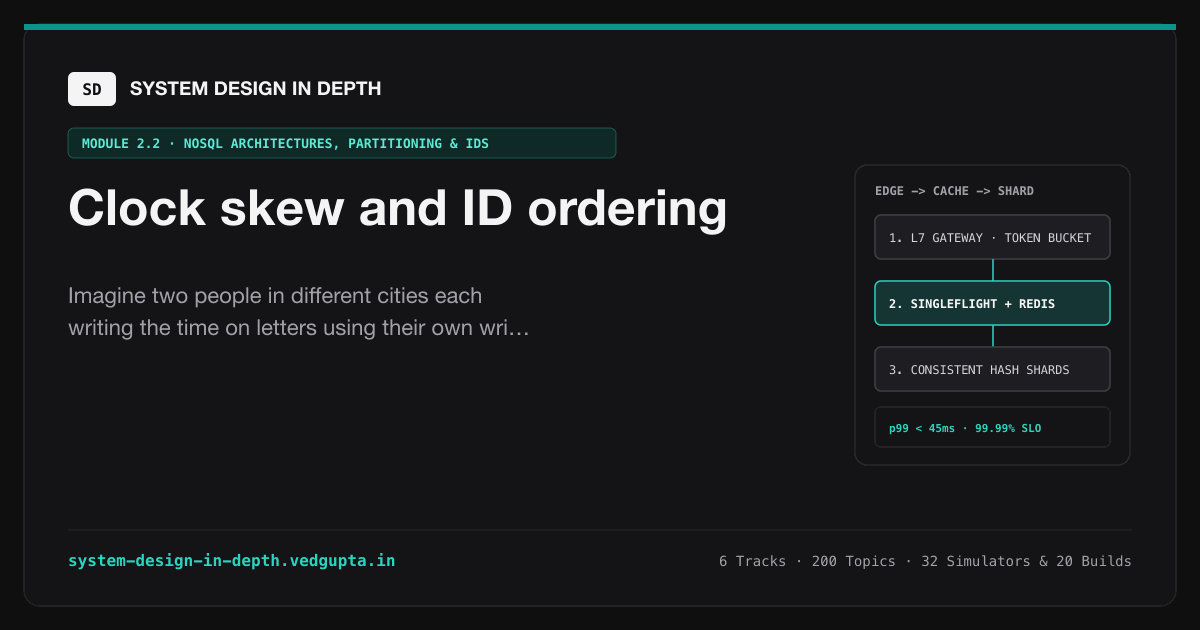 SD
SYSTEM DESIGN IN DEPTH
MODULE 2.2 · NOSQL ARCHITECTURES, PARTITIONING & IDS
Clock skew and ID ordering
Imagine two people in different cities each
writing the time on letters using their own wri…
EDGE —> CACHE —> SHARD
1. L7 GATEWAY · TOKEN BUCKET
2. SINGLEFLIGHT + REDIS
3. CONSISTENT HASH SHARDS
p99 < 45ms · 99.99% SLO
system-design-in-depth.vedgupta.in
6 Tracks · 200 Topics · 32 Simulators & 20 Builds